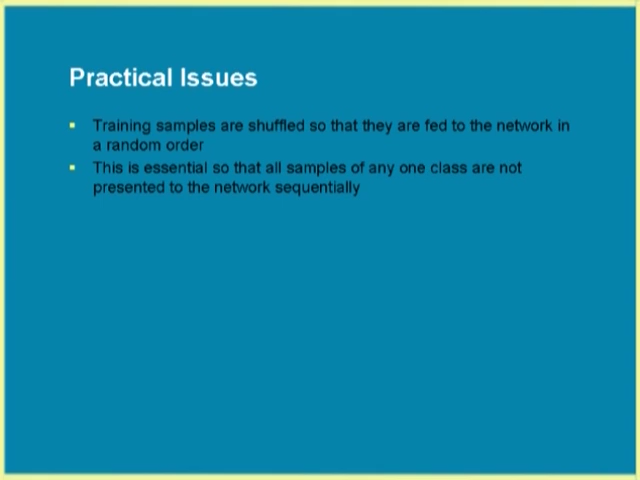 Practical Issues
Training samples are shuffled so that they are fed to the network in
a random order
This is essential so that all samples of any one class are not
presented to the network sequentially